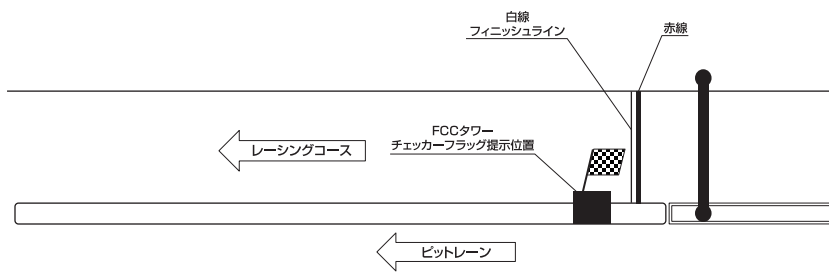 白線
フィニッシュライン
赤線
FCCタワー
チェッカーフラッグ提示位置
レーシングコース
ピットレーン